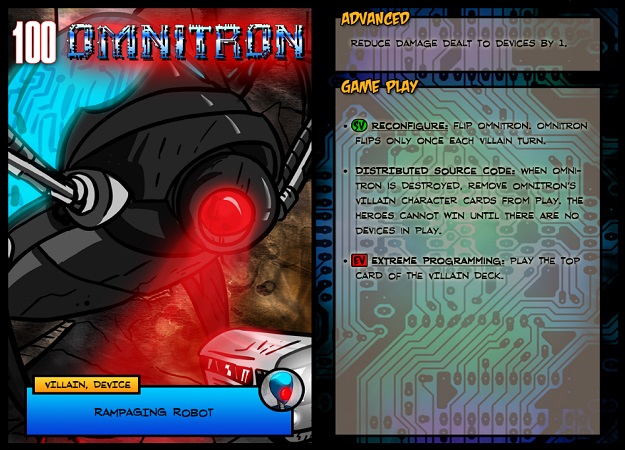 100 OMNITRON
VILLAIN, DEVICE
RAMPAGING ROBOT
ADVANCED
REDUCE DAMAGE DEALT TO DEVICES BY 1.
GAME PLAY
• SV RECONFIGURE: FLIP OMNITRON. OMNITRON
FLIPS ONLY ONCE EACH VILLAIN TURN.
• DISTRIBUTED SOURCE CODE: WHEN OMNI-
TRON IS DESTROYED, REMOVE OMNITRON'S
VILLAIN CHARACTER CARDS FROM PLAY. THE
HEROES CANNOT WIN UNTIL THERE ARE NO
DEVICES IN PLAY.
• EV EXTREME PROGRAMMING: PLAY THE TOP
CARD OF THE VILLAIN DECK.